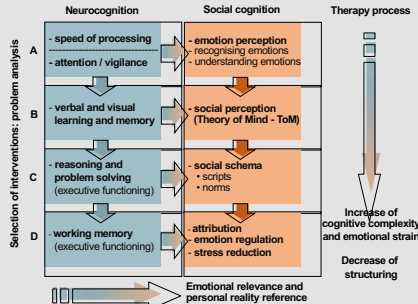 Neurocognition
Social cognition
Therapy process
Selection of interventions: problem analysis
A
- speed of processing
- attention / vigilance
- emotion perception
- recognising emotions
- understanding emotions
B
- verbal and visual
learning and memory
- social perception
(Theory of Mind - ToM)
C
- reasoning and
problem solving
(executive functioning)
- social schema
• scripts
• norms
D
- working memory
(executive functioning)
- attribution
- emotion regulation
- stress reduction
Increase of
cognitive complexity
and emotional strain
Decrease of
structuring
Emotional relevance and
personal reality reference